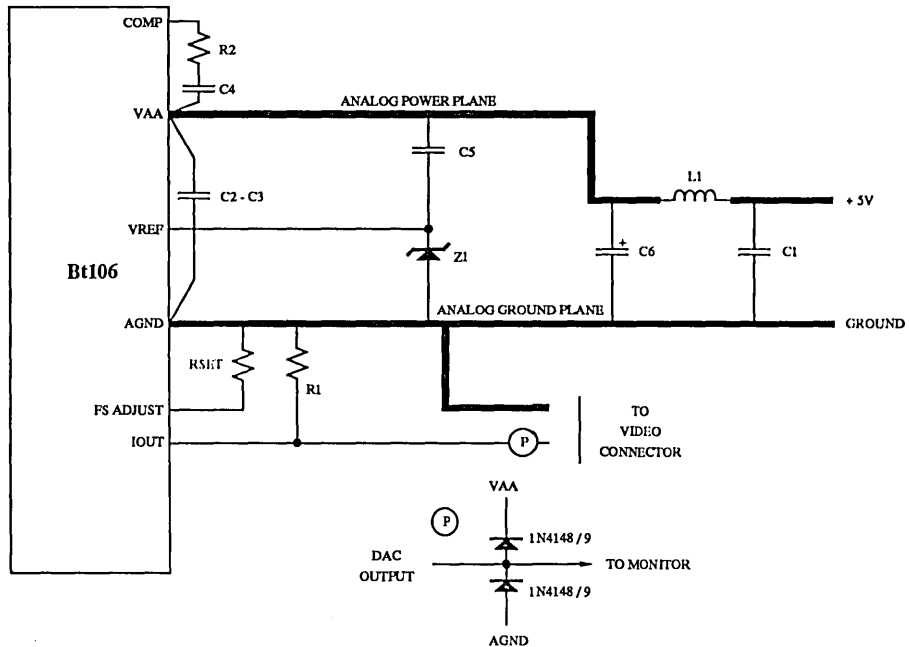 COMP
R2
C4
ANALOG POWER PLANE
VAA
C5
L1
C2 - C3
+ 5V
VREF
+
C6
C1
Z1
Bt106
ANALOG GROUND PLANE
AGND
GROUND
RSET
R1
FS ADJUST
TO
VIDEO
CONNECTOR
IOUT
P
VAA
P
1N4148 / 9
DAC
OUTPUT
TO MONITOR
1N4148 / 9
AGND